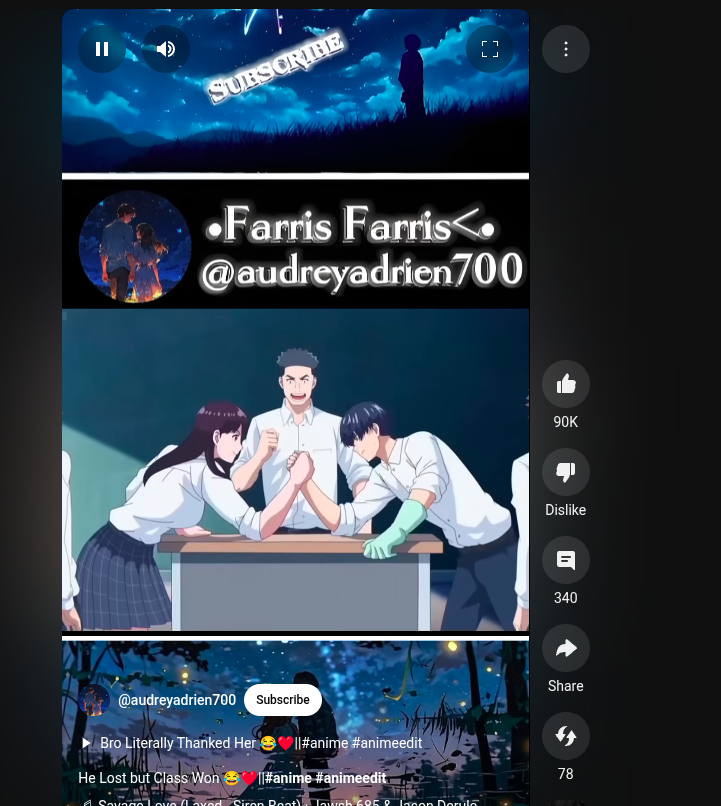 SUBSCRIBE
•Farris Farris<•
@audreyadrien700
90K
Dislike
340
Share
@audreyadrien700 Subscribe
Bro Literally Thanked Her 😂❤️||#anime #animeedit
He Lost but Class Won 😂❤️||#anime #animeedit
78
Savage Love (Laxed - Siren Beat) · Jawsh 685 & Jason Derulo